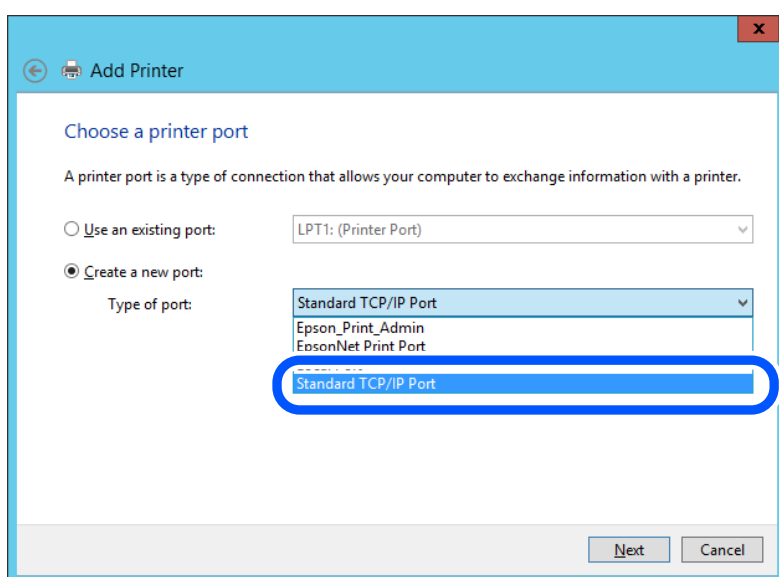 x
Add Printer
Choose a printer port
A printer port is a type of connection that allows your computer to exchange information with a printer.
Use an existing port: LPT1: (Printer Port)
Create a new port:
Type of port: Standard TCP/IP Port
Epson_Print_Admin
EpsonNet Print Port
Standard TCP/IP Port
Next Cancel